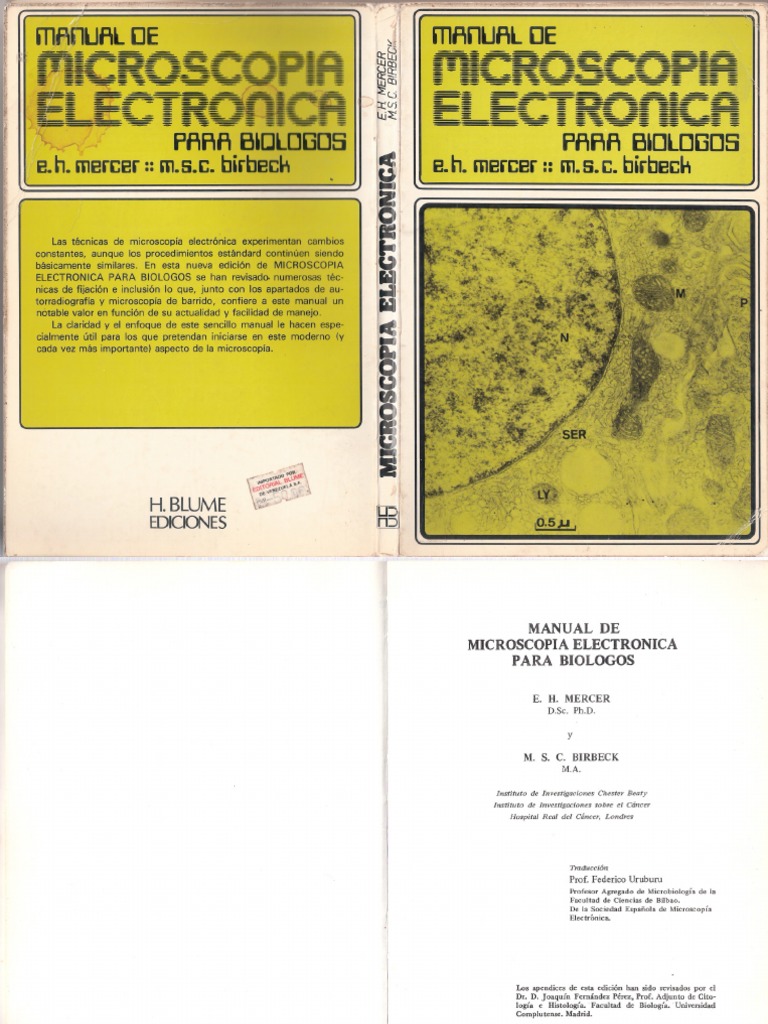 MANUAL DE
MICROSCOPIA
ELECTRONICA
PARA BIOLOGOS
e.h. mercer :: m.s.c. birbeck
Las técnicas de microscopia electrónica experimentan cambios
constantes, aunque los procedimientos estándard continúen siendo
básicamente similares. En esta nueva edición de MICROSCOPIA
ELECTRONICA PARA BIOLOGOS se han revisado numerosas téc-
nicas de fijación e inclusión lo que, junto con los apartados de au-
torradiografía y microscopía de barrido, confiere a este manual un
notable valor en función de su actualidad y facilidad de manejo.
La claridad y el enfoque de este sencillo manual le hacen espe-
cialmente útil para los que pretendan iniciarse en este moderno (y
cada vez más importante) aspecto de la microscopía.
IMPORTADO POR:
EDITORIAL BLUME
DE VENEZUELA S.A.
H. BLUME
EDICIONES
E.H. MERCER
M.S.C. BIRBECK
MICROSCOPIA ELECTRONICA
MANUAL DE
MICROSCOPIA
ELECTRONICA
PARA BIOLOGOS
e.h. mercer :: m.s.c. birbeck
M
P
N
SER
LY
0.5 μ
MANUAL DE
MICROSCOPIA ELECTRONICA
PARA BIOLOGOS
E. H. MERCER
D.Sc. Ph.D.
y
M. S. C. BIRBECK
M.A.
Instituto de Investigaciones Chester Beaty
Instituto de Investigaciones sobre el Cáncer
Hospital Real del Cáncer, Londres
Traducción
Prof. Federico Uruburu
Profesor Agregado de Microbiología de la
Facultad de Ciencias de Bilbao.
De la Sociedad Española de Microscopía
Electrónica.
Los apendices de esta edición han sido revisados por el
Dr. D. Joaquín Fernández Pérez, Prof. Adjunto de Cito-
logía e Histología. Facultad de Biología. Universidad
Complutense. Madrid.